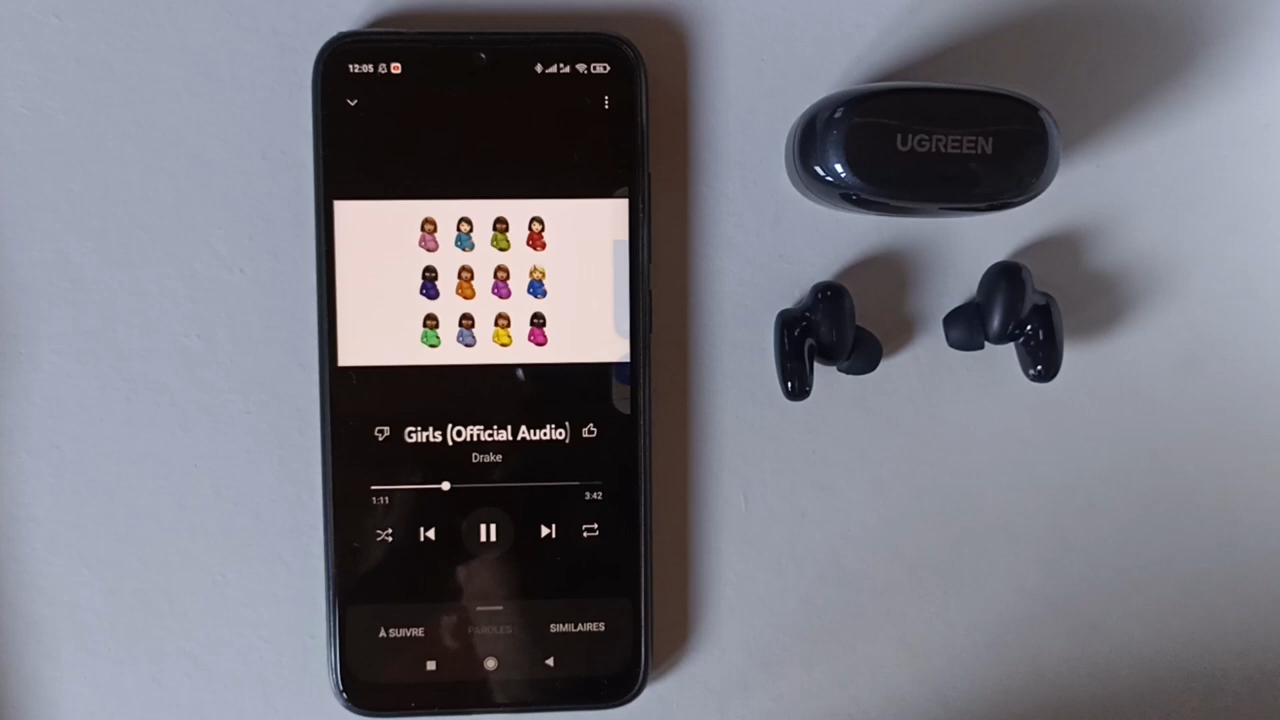 12:05
UGREEN
Girls (Official Audio)
Drake
1:11
3:42
À SUIVRE
PAROLES
SIMILAIRES